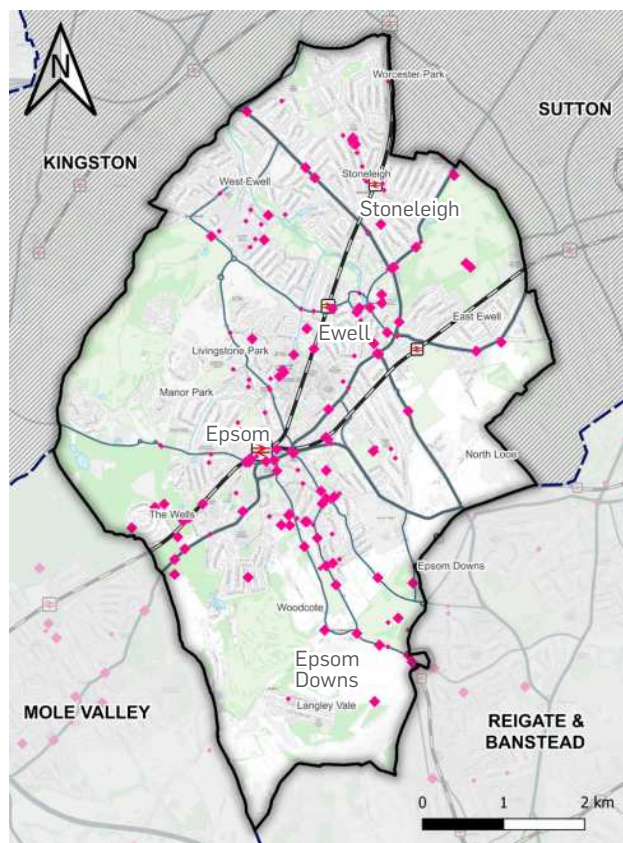 N
Worcester Park
SUTTON
KINGSTON
Stoneleigh
West Ewell
Stoneleigh
East Ewell
Ewell
Livingstone Park
Manor Park
Epsom
North Looe
The Wells
Epsom Downs
Woodcote
Epsom
Downs
Langley Vale
MOLE VALLEY
REIGATE &
BANSTEAD
0 1 2 km